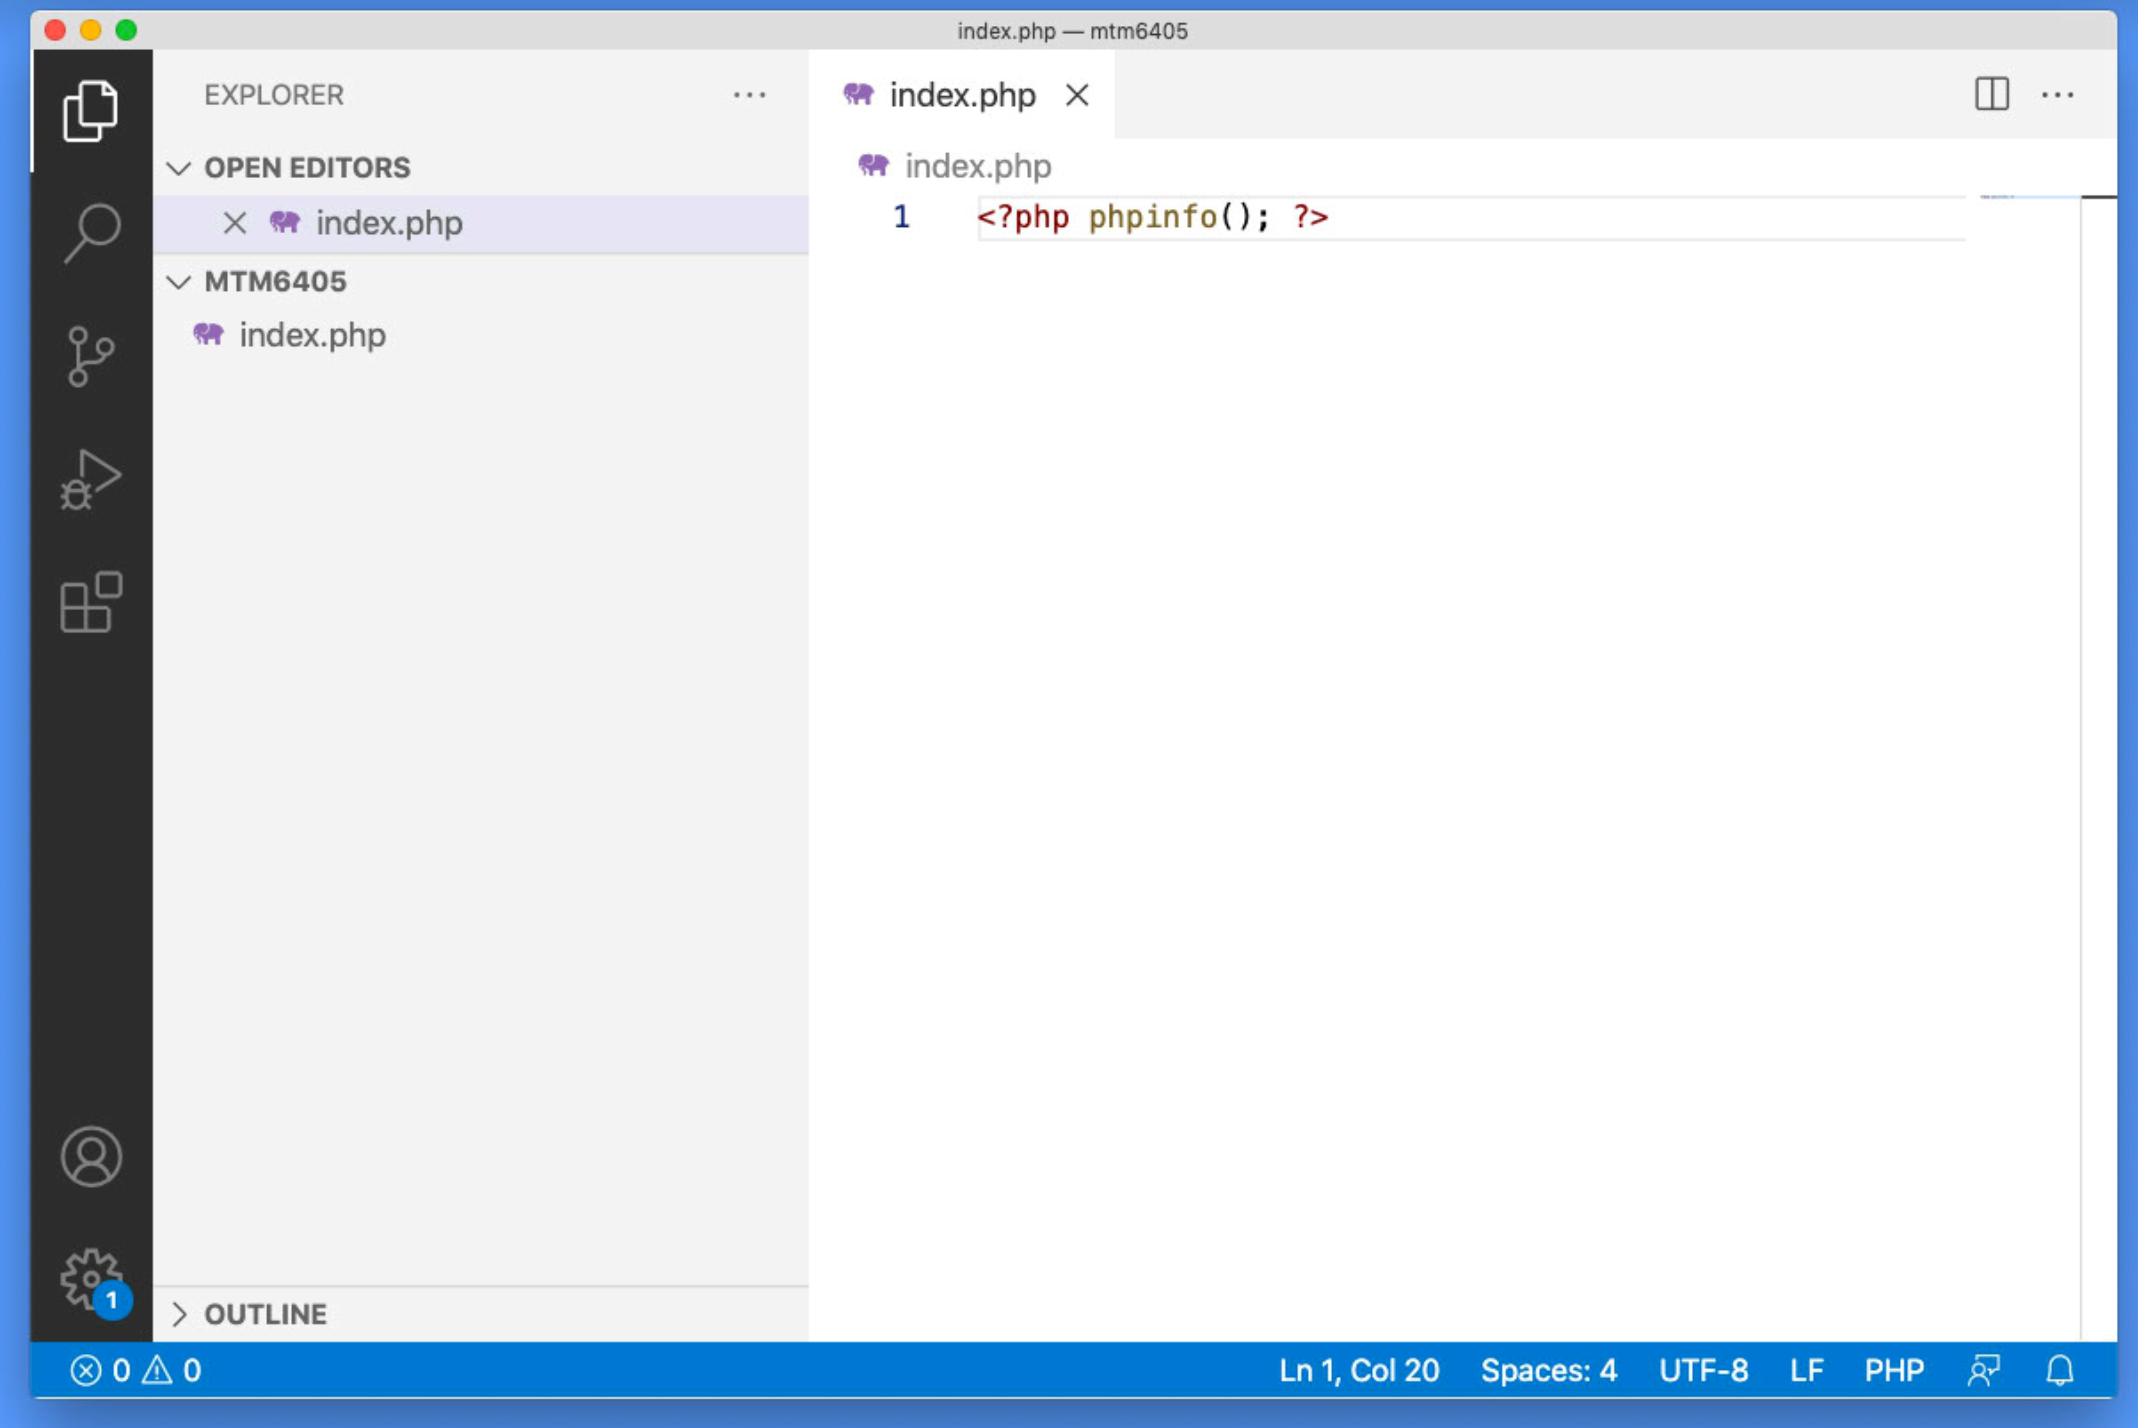 index.php — mtm6405
EXPLORER
OPEN EDITORS
index.php
MTM6405
index.php
OUTLINE
index.php
index.php
1 <?php phpinfo(); ?>
1
0 0 Ln 1, Col 20 Spaces: 4 UTF-8 LF PHP